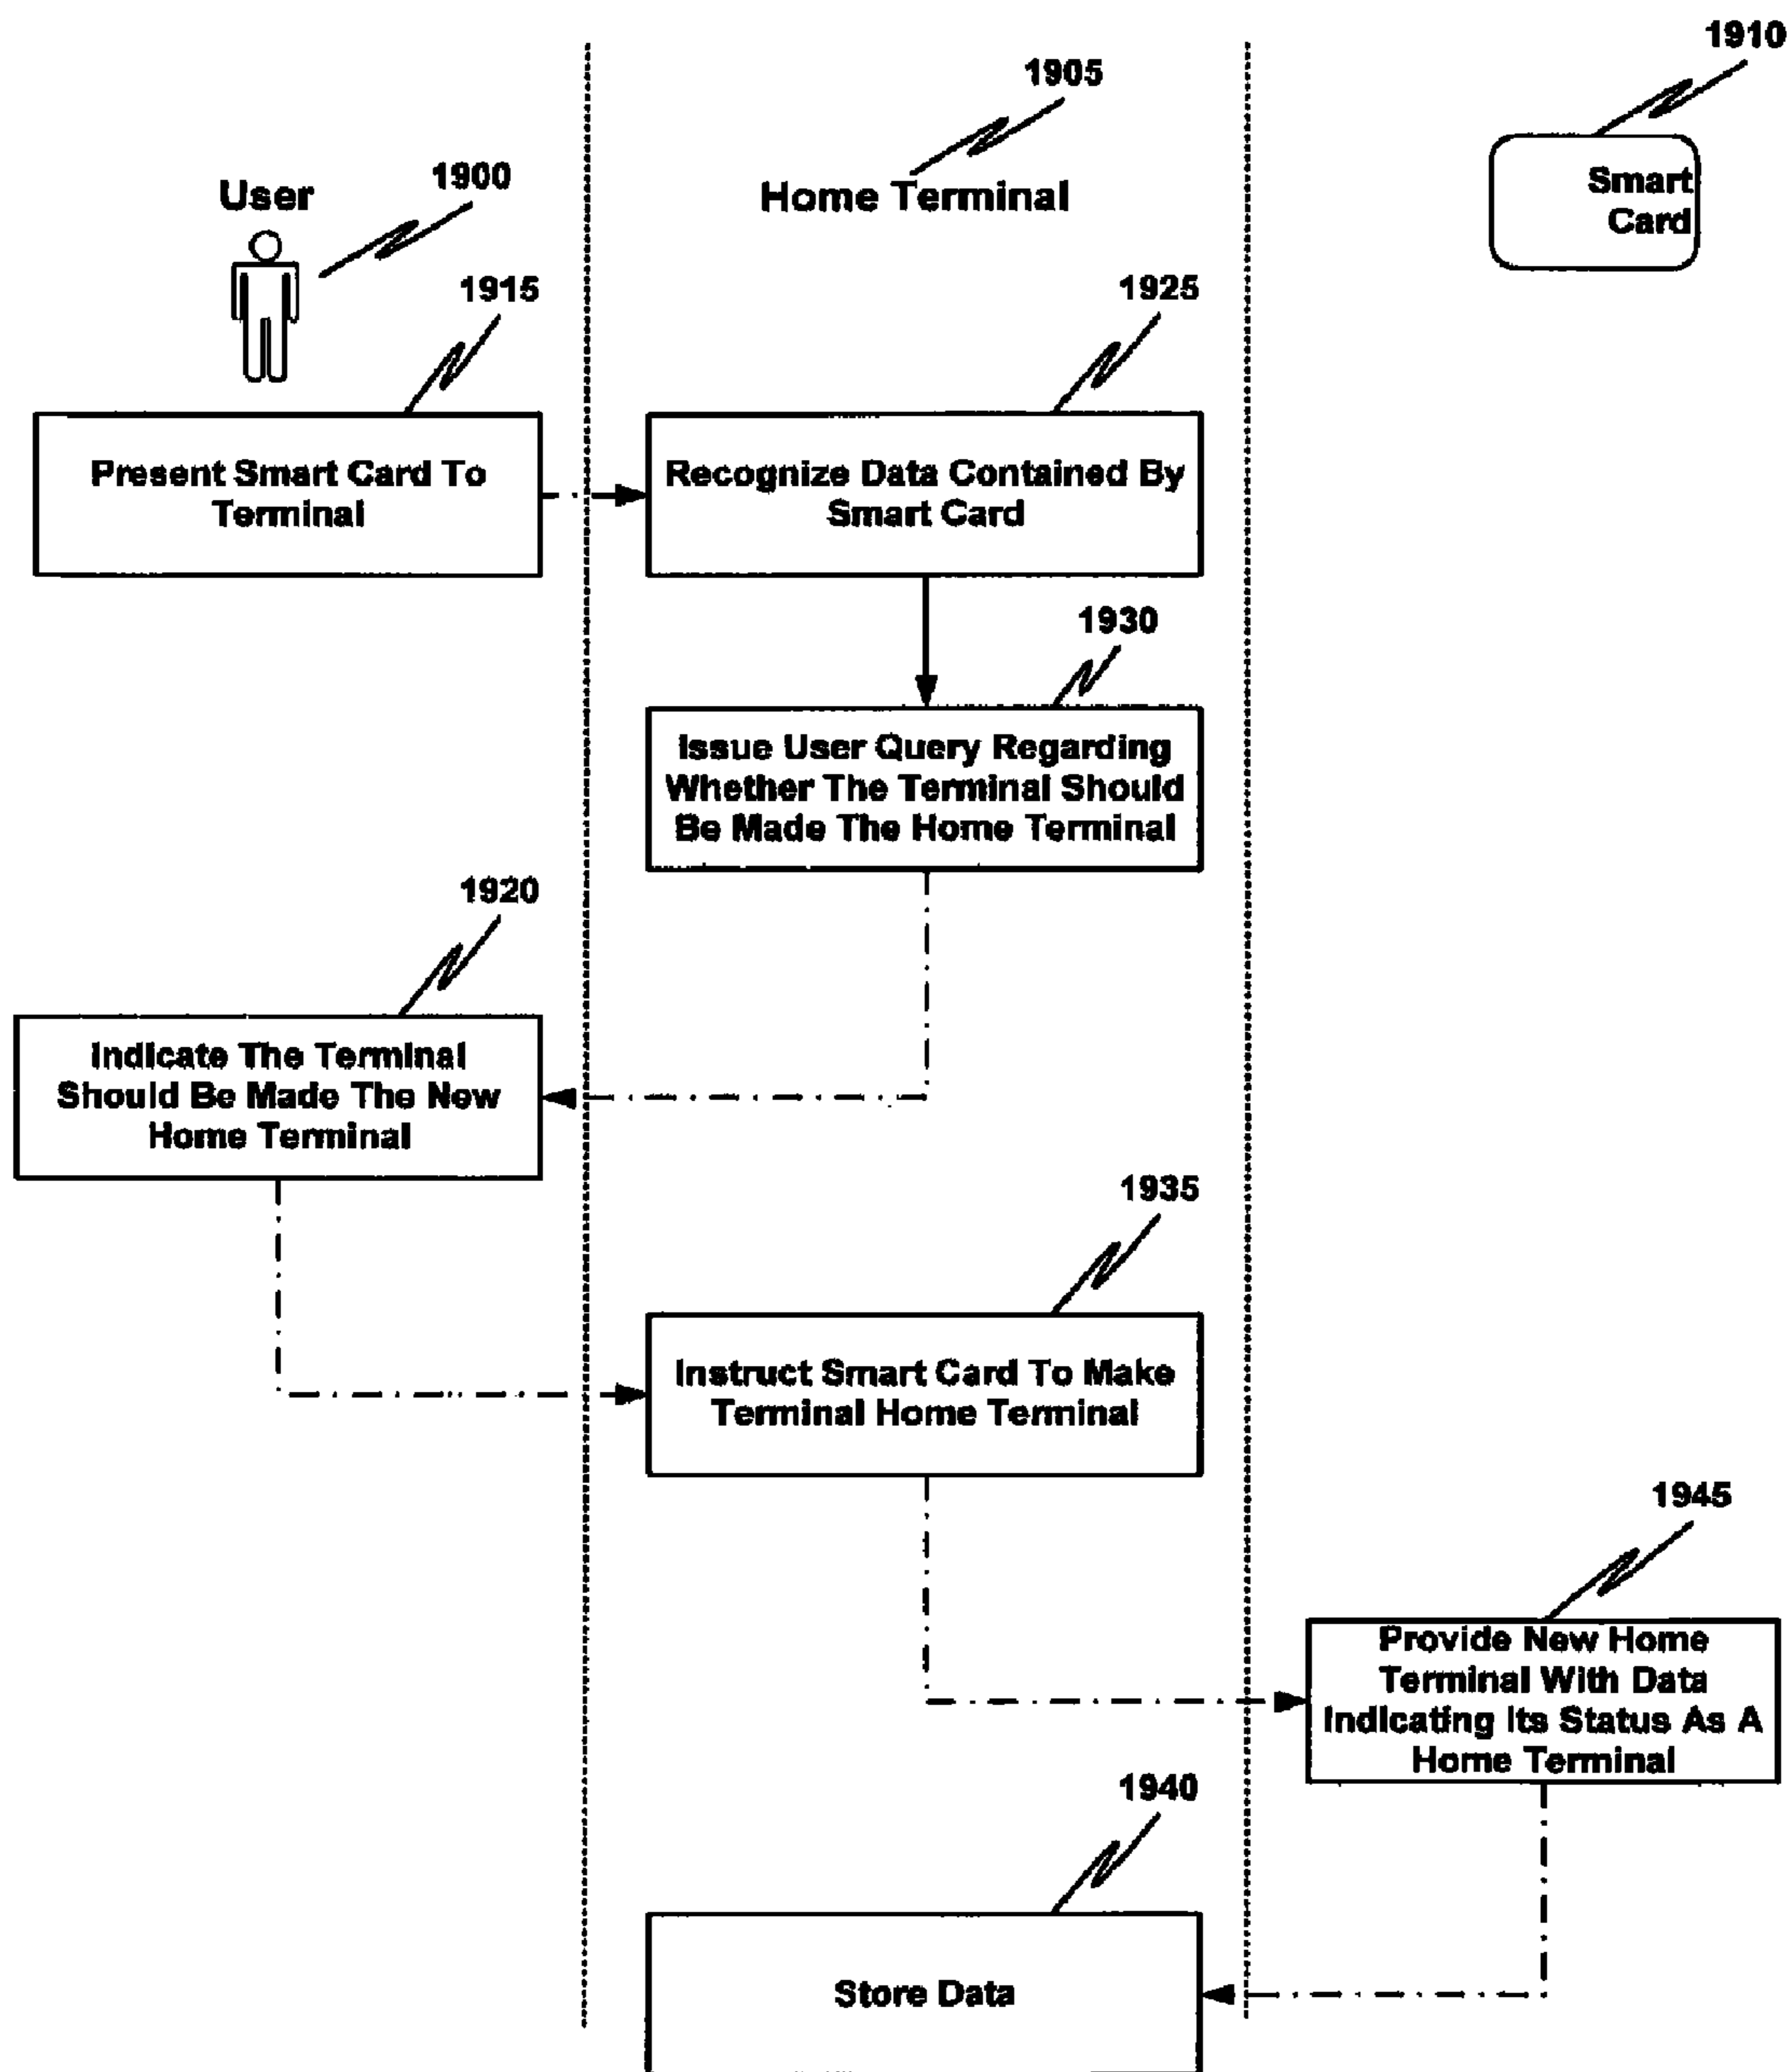 1910
1905
Smart
Card
1900
User
Home Terminal
1915
1925
Present Smart Card To
Terminal
Recognize Data Contained By
Smart Card
1930
Issue User Query Regarding
Whether The Terminal Should
Be Made The Home Terminal
1920
Indicate The Terminal
Should Be Made The New
Home Terminal
1935
Instruct Smart Card To Make
Terminal Home Terminal
1945
Provide New Home
Terminal With Data
Indicating Its Status As A
Home Terminal
1940
Store Data